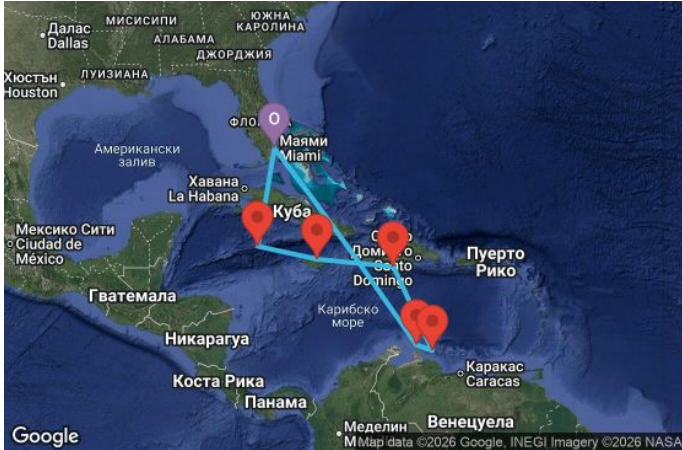 ЮЖНА
КАРОЛИНА
МИСИСИПИ
Далас
Dallas
АЛАБАМА
ДЖОРДЖИЯ
Хюстън
Houston
ЛУИЗИАНА
O
Маями
Miami
Американски
залив
Хавана
La Habana
Куба
Мексико Сити
Ciudad de
México
Domingo
Пуерто
Рико
Гватемала
Карибско
море
Никарагуа
Каракас
Caracas
Коста Рика
Панама
Меделин
Венецуела
Google
Map data ©2026 Google, INEGI Imagery ©2026 NASA